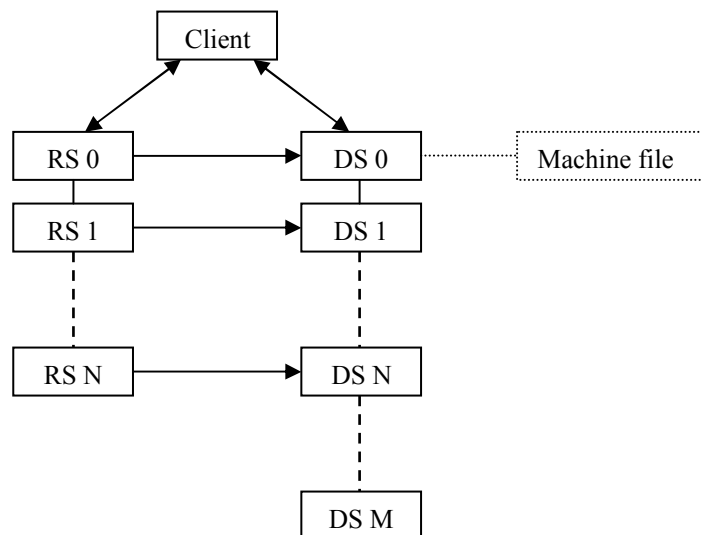 Client
RS 0
DS 0
Machine file
RS 1
DS 1
RS N
DS N
DS M